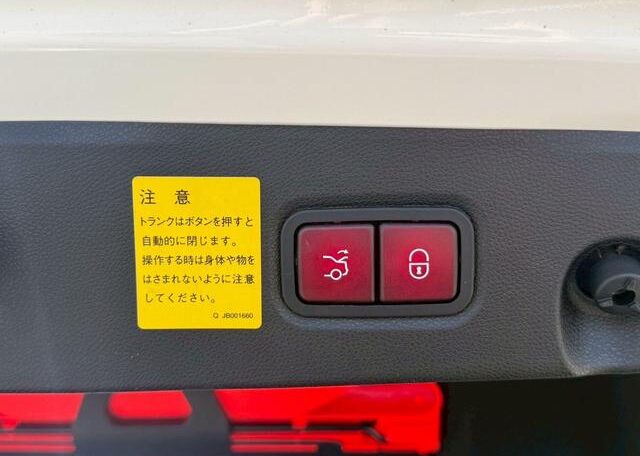 注意
トランクはボタンを押すと
自動的に閉じます。
操作する時は身体や物を
はさまれないように注意
してください。
Q JB001660